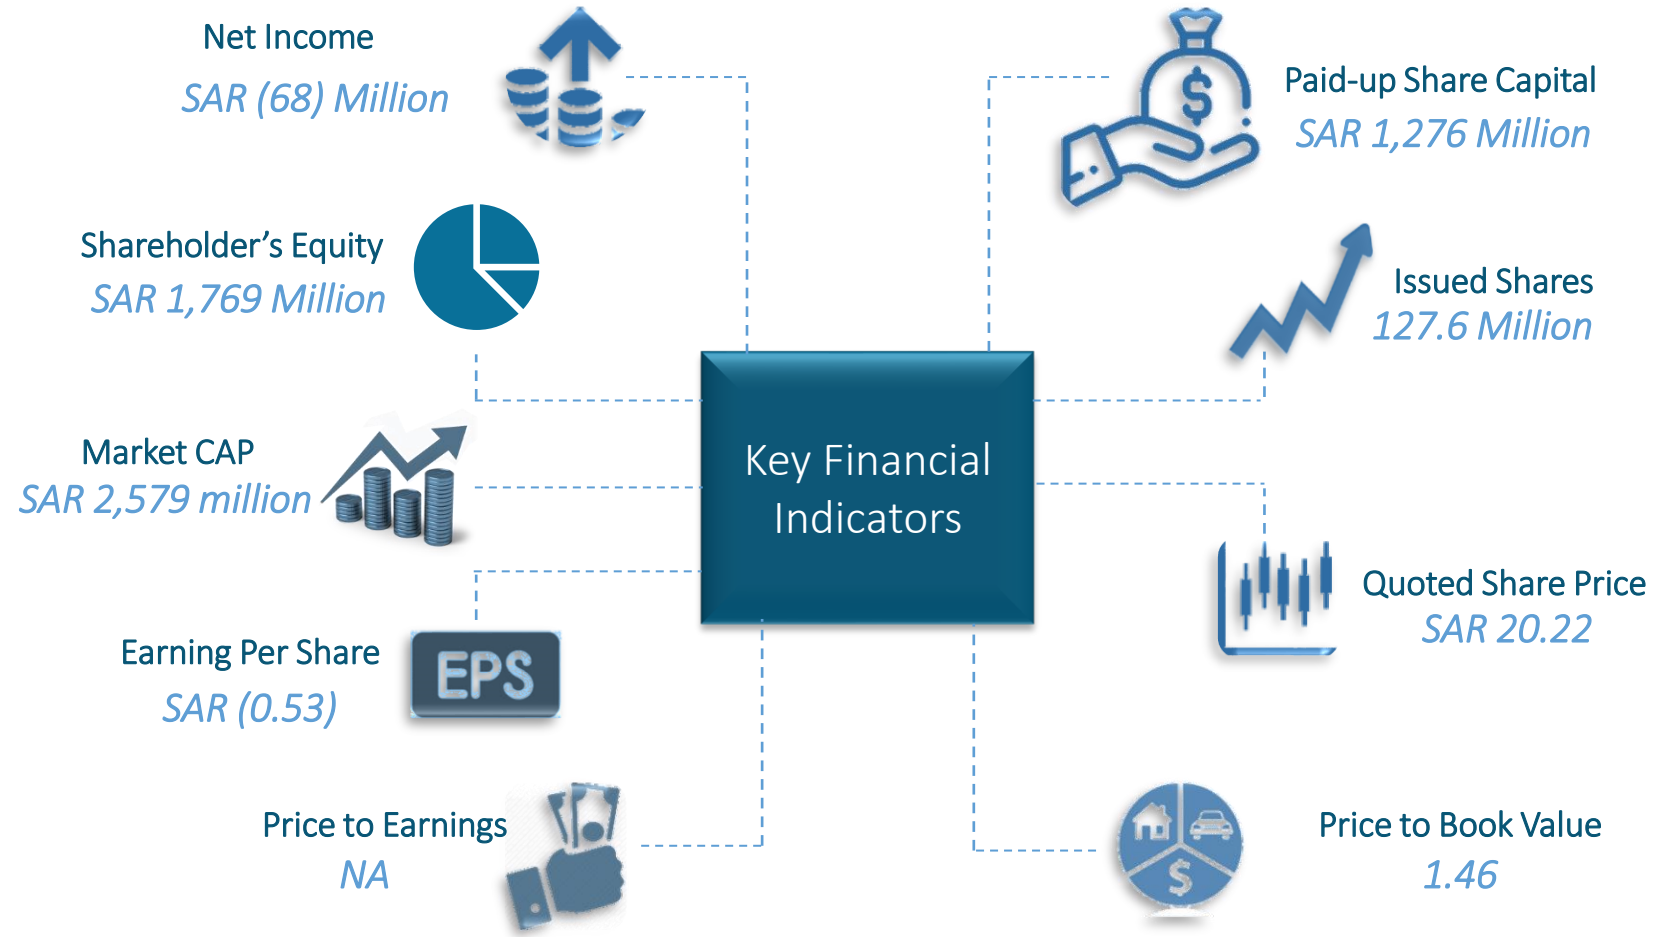 Net Income
SAR (68) Million
Paid-up Share Capital
SAR 1,276 Million
$
Shareholder’s Equity
SAR 1,769 Million
Issued Shares
127.6 Million
Market CAP
SAR 2,579 million
Key Financial
Indicators
Quoted Share Price
SAR 20.22
Earning Per Share
SAR (0.53)
EPS
Price to Earnings
NA
Price to Book Value
1.46
$